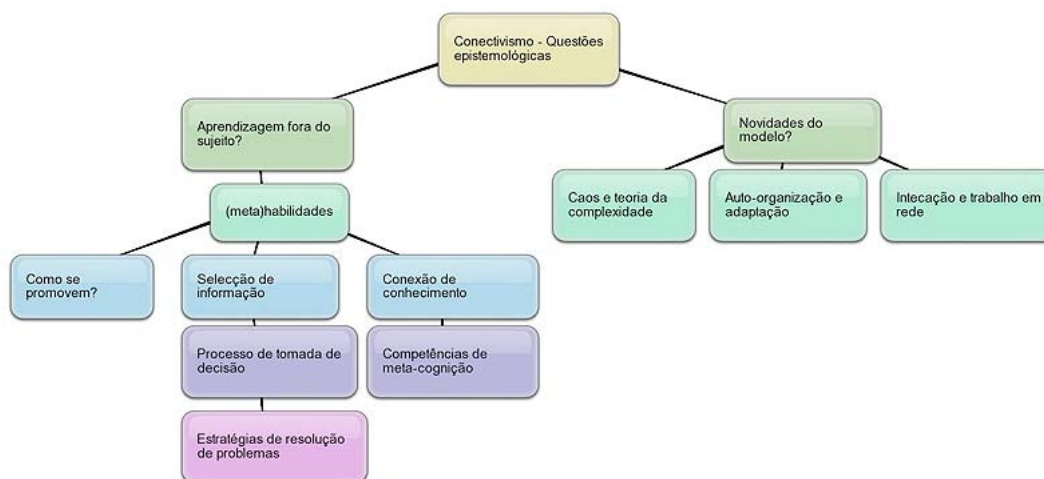 Conectivismo - Questões
epistemológicas
Aprendizagem fora do
sujeito?
Novidades do
modelo?
(meta)habilidades
Caos e teoria da
complexidade
Auto-organização e
adaptação
Intecação e trabalho em
rede
Como se
promovem?
Selecção de
informação
Conexão de
conhecimento
Processo de tomada de
decisão
Competências de
meta-cognição
Estratégias de resolução
de problemas